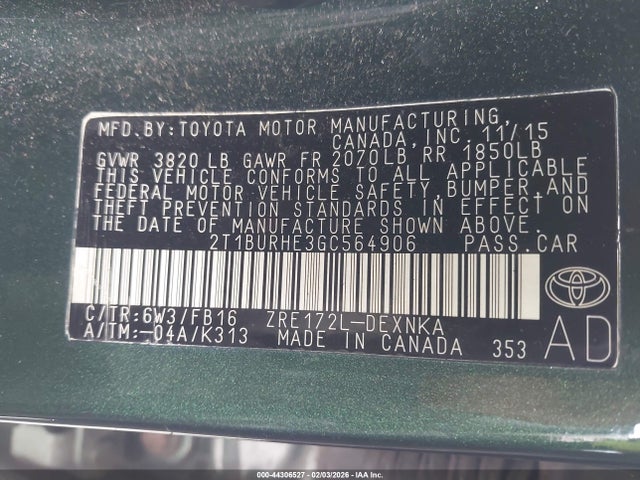 MFD.BY:TOYOTA MOTOR MANUFACTURING,
CANADA,INC. 11/15
GVWR 3820LB GAWR FR 2070LB RR 1850LB
THIS VEHICLE CONFORMS TO ALL APPLICABLE
FEDERAL MOTOR VEHICLE SAFETY, BUMPER,AND
THEFT PREVENTION STANDARDS IN EFFECT ON
THE DATE OF MANUFACTURE SHOWN ABOVE.
2T1BURHE3GC564906 PASS.CAR
C/TR:6W3/FB16 ZRE172L-DEXNKA
A/TM:-04A/K313 MADE IN CANADA 353
AD
TOYOTA
000-44306527 - 02/03/2026 - IAA Inc.